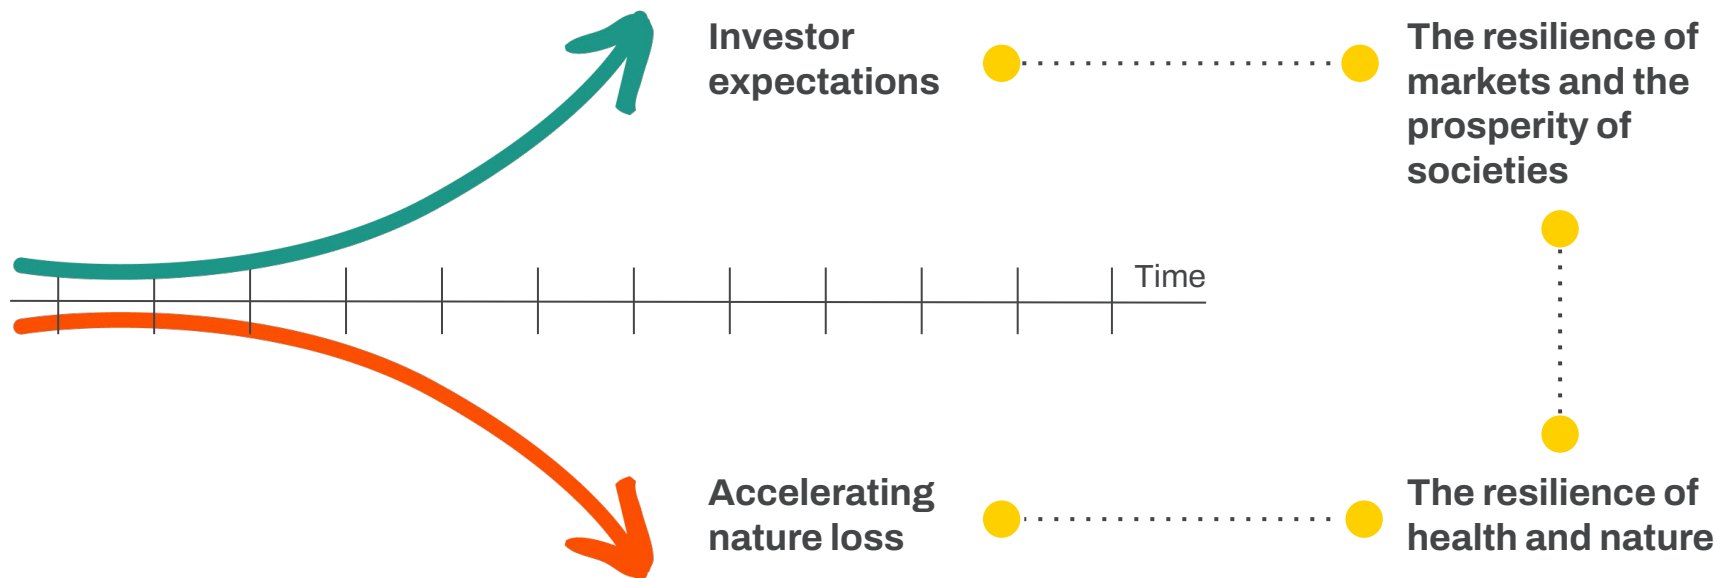 Investor
expectations
The resilience of
markets and the
prosperity of
societies
Time
Accelerating
nature loss
The resilience of
health and nature